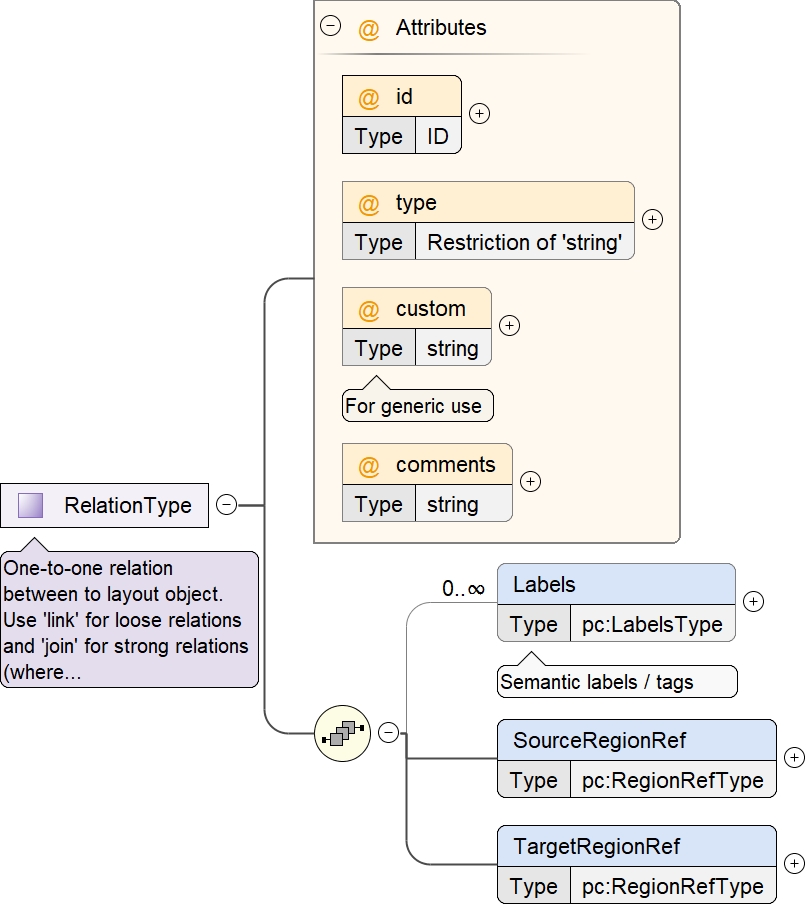 @ Attributes
@ id
Type ID
@ type
Type Restriction of 'string'
@ custom
Type string
For generic use
@ comments
Type string
RelationType
One-to-one relation
between to layout object.
Use 'link' for loose relations
and 'join' for strong relations
(where...
0..∞
Labels
Type pc:LabelsType
Semantic labels / tags
SourceRegionRef
Type pc:RegionRefType
TargetRegionRef
Type pc:RegionRefType